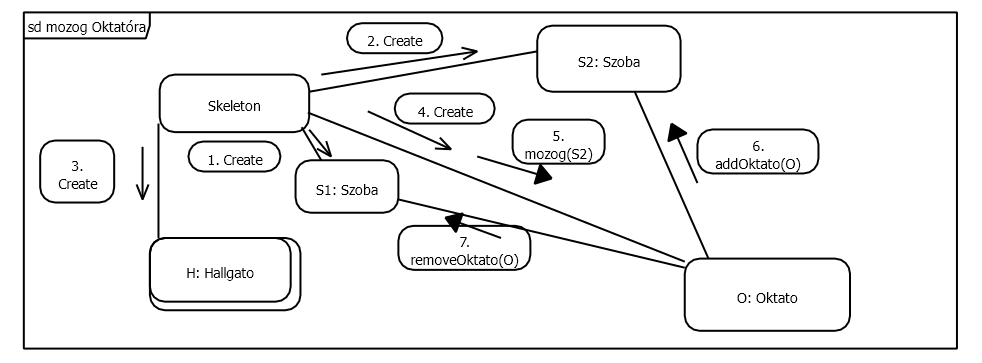 sd mozog Oktatóra
2. Create
S2: Szoba
Skeleton
4. Create
5.
mozog(S2)
6.
addOktato(O)
3.
Create
1. Create
S1: Szoba
7.
removeOktato(O)
H: Hallgato
O: Oktato